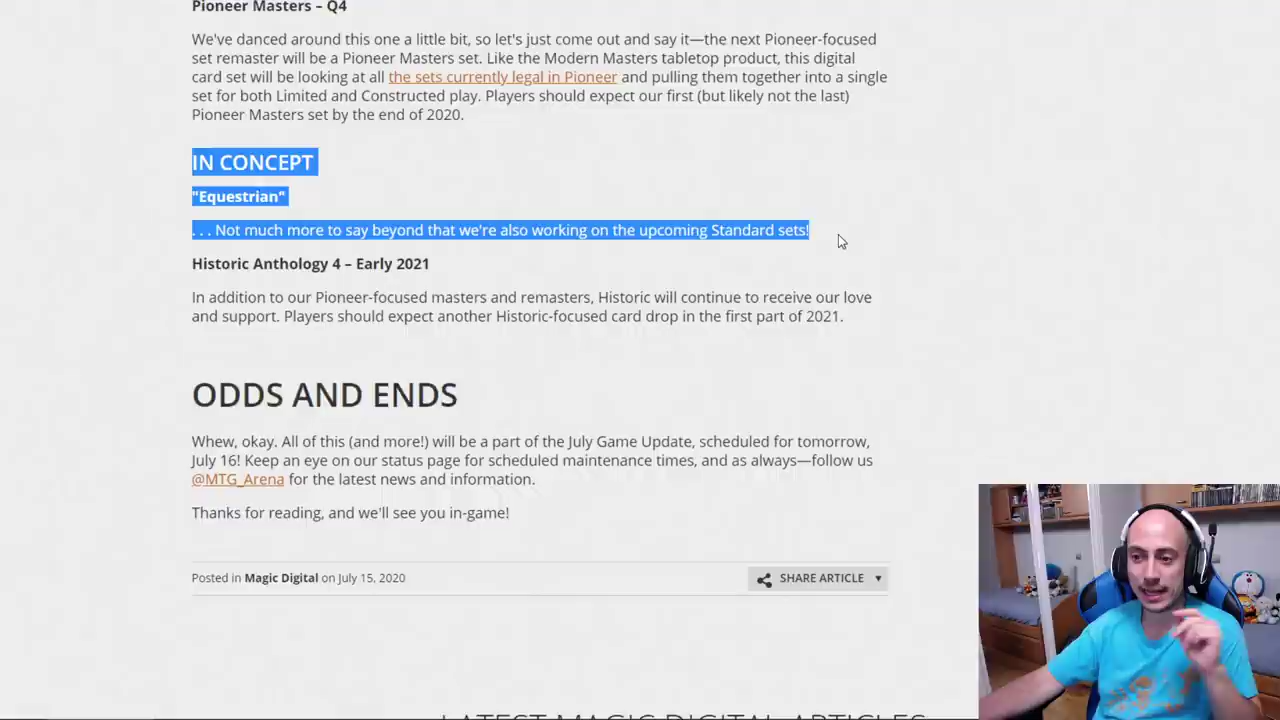 Pioneer Masters – Q4
We've danced around this one a little bit, so let's just come out and say it—the next Pioneer-focused
set remaster will be a Pioneer Masters set. Like the Modern Masters tabletop product, this digital
card set will be looking at all the sets currently legal in Pioneer and pulling them together into a single
set for both Limited and Constructed play. Players should expect our first (but likely not the last)
Pioneer Masters set by the end of 2020.
IN CONCEPT
"Equestrian"
. . . Not much more to say beyond that we're also working on the upcoming Standard sets!
Historic Anthology 4 – Early 2021
In addition to our Pioneer-focused masters and remasters, Historic will continue to receive our love
and support. Players should expect another Historic-focused card drop in the first part of 2021.
ODDS AND ENDS
Whew, okay. All of this (and more!) will be a part of the July Game Update, scheduled for tomorrow,
July 16! Keep an eye on our status page for scheduled maintenance times, and as always—follow us
@MTG_Arena for the latest news and information.
Thanks for reading, and we'll see you in-game!
Posted in Magic Digital on July 15, 2020
SHARE ARTICLE
LATEST MAGIC DIGITAL ARTICLES